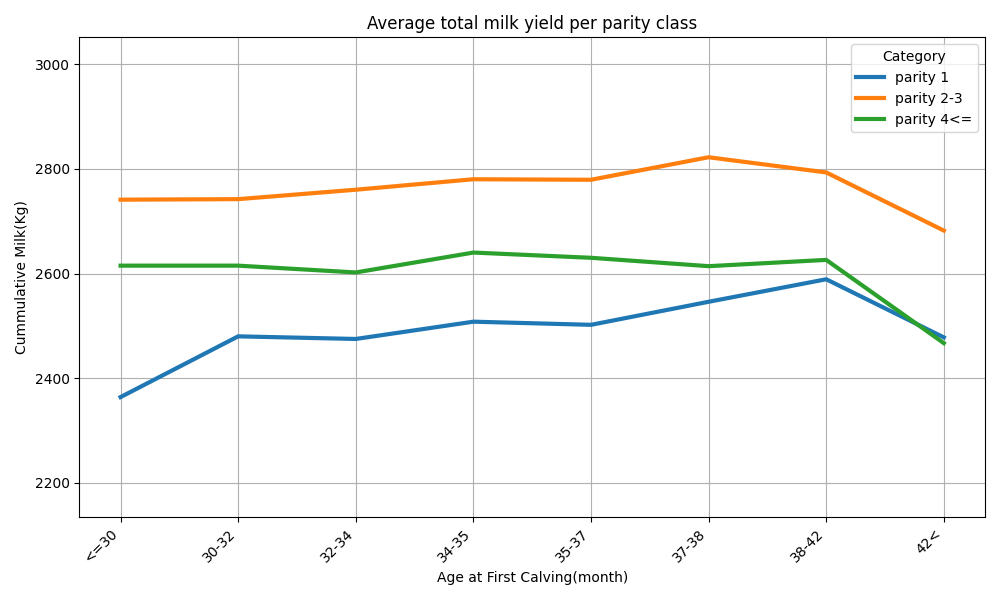 Average total milk yield per parity class
Category
parity 1
parity 2-3
parity 4<=
Cummulative Milk(Kg)
3000
2800
2600
2400
2200
<=30
30-32
32-34
34-35
35-37
37-38
38-42
42<
Age at First Calving(month)